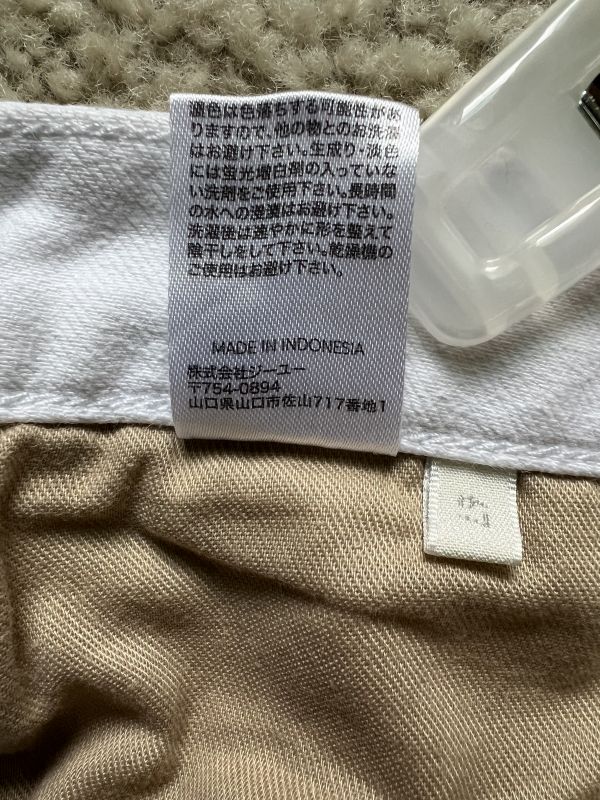 濃色は色落ちする可能性があ
りますので、他の物とのお洗濯
はお避け下さい。生成り・淡色
には蛍光増白剤の入っていな
い洗剤をご使用下さい。長時間
の水への浸漬はお避け下さい。
洗濯後は速やかに形を整えて
陰干しをして下さい。乾燥機の
ご使用はお避け下さい。
MADE IN INDONESIA
株式会社ジーユー
〒754-0894
山口県山口市佐山717番地1